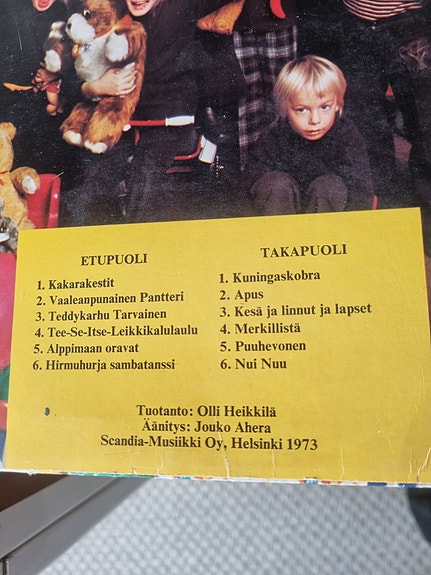 ETUPUOLI
1. Kakarakestit
2. Vaaleanpunainen Pantteri
3. Teddykarhu Tarvainen
4. Tee-Se-Itse-Leikkikalulaulu
5. Alppimaan oravat
6. Hirmuhurja sambatanssi
TAKAPUOLI
1. Kuningaskobra
2. Apus
3. Kesä ja linnut ja lapset
4. Merkillistä
5. Puuhevonen
6. Nui Nuu
Tuotanto: Olli Heikkilä
Äänitys: Jouko Ahera
Scandia-Musiikki Oy, Helsinki 1973